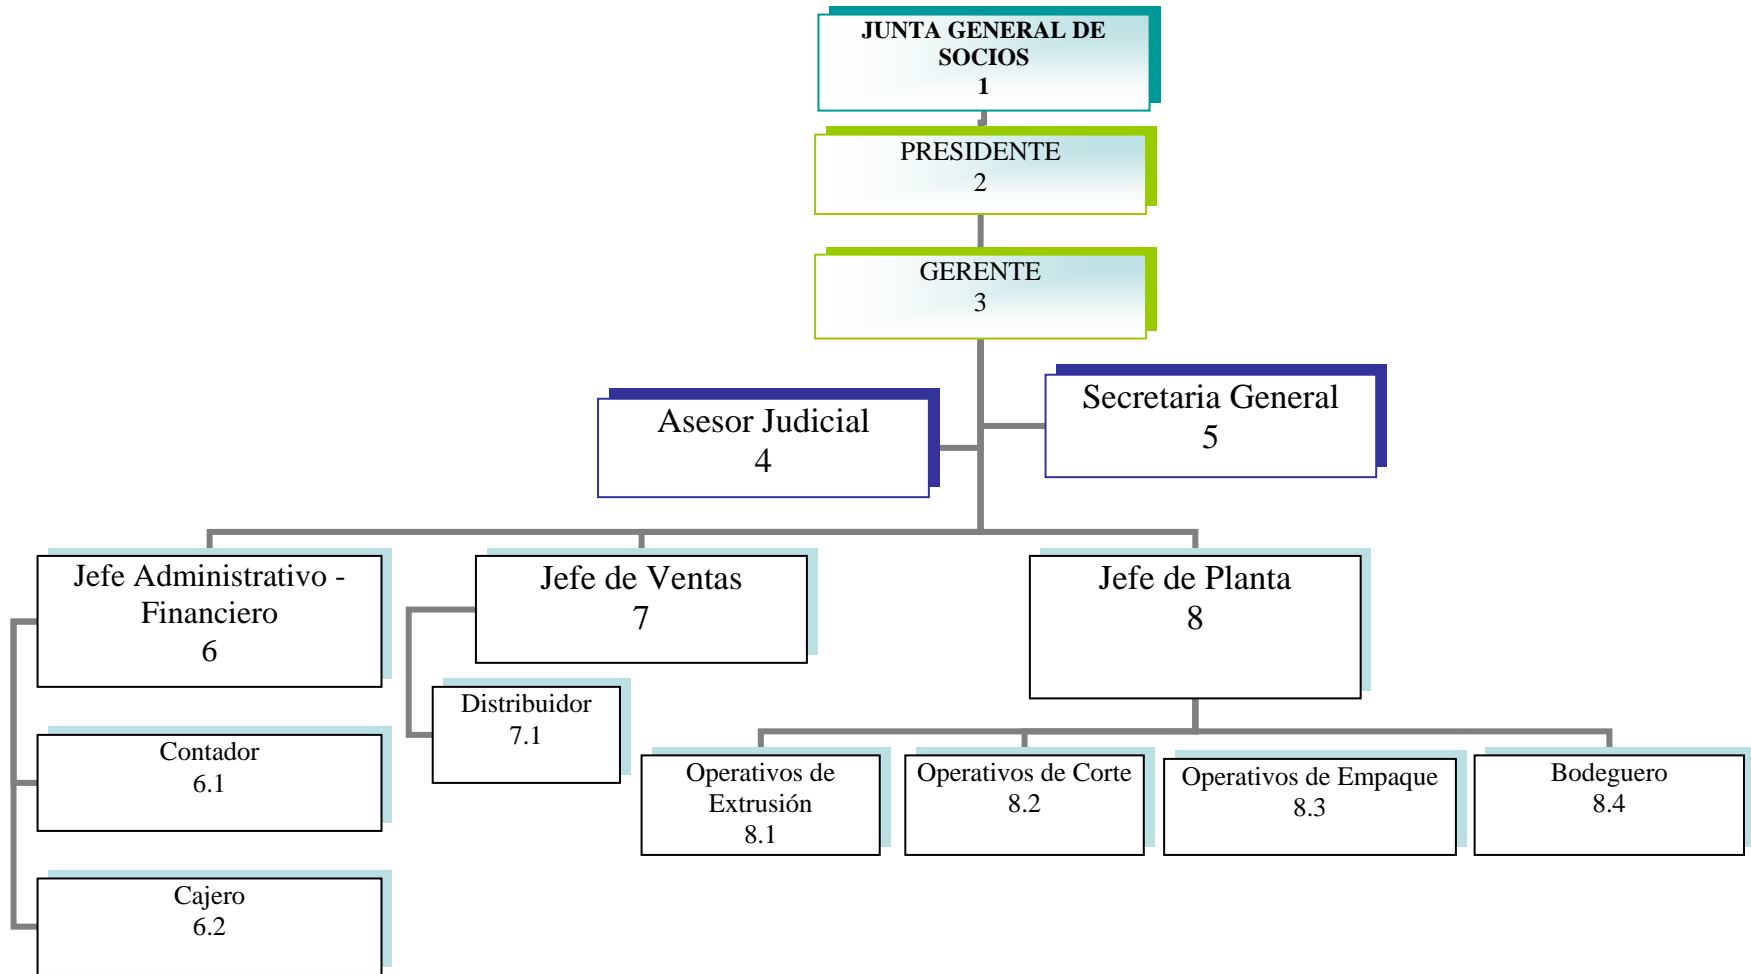 JUNTA GENERAL DE
SOCIOS
1
PRESIDENTE
2
GERENTE
3
Asesor Judicial
4
Secretaria General
5
Jefe Administrativo -
Financiero
6
Jefe de Ventas
7
Jefe de Planta
8
Contador
6.1
Cajero
6.2
Distribuidor
7.1
Operativos de
Extrusión
8.1
Operativos de Corte
8.2
Operativos de Empaque
8.3
Bodeguero
8.4